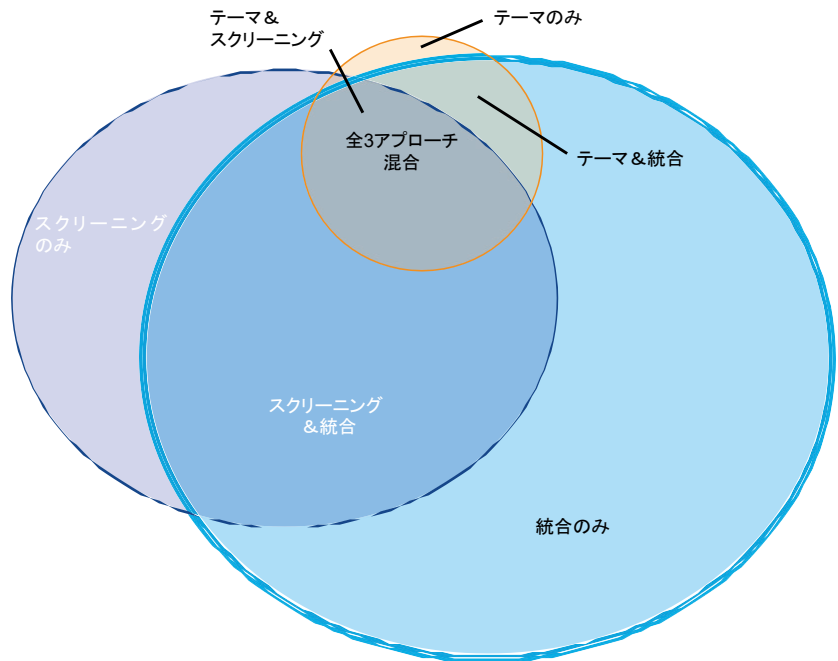 テーマ＆
スクリーニング
テーマのみ
全3アプローチ
混合
テーマ＆統合
スクリーニング
のみ
スクリーニング
＆統合
統合のみ